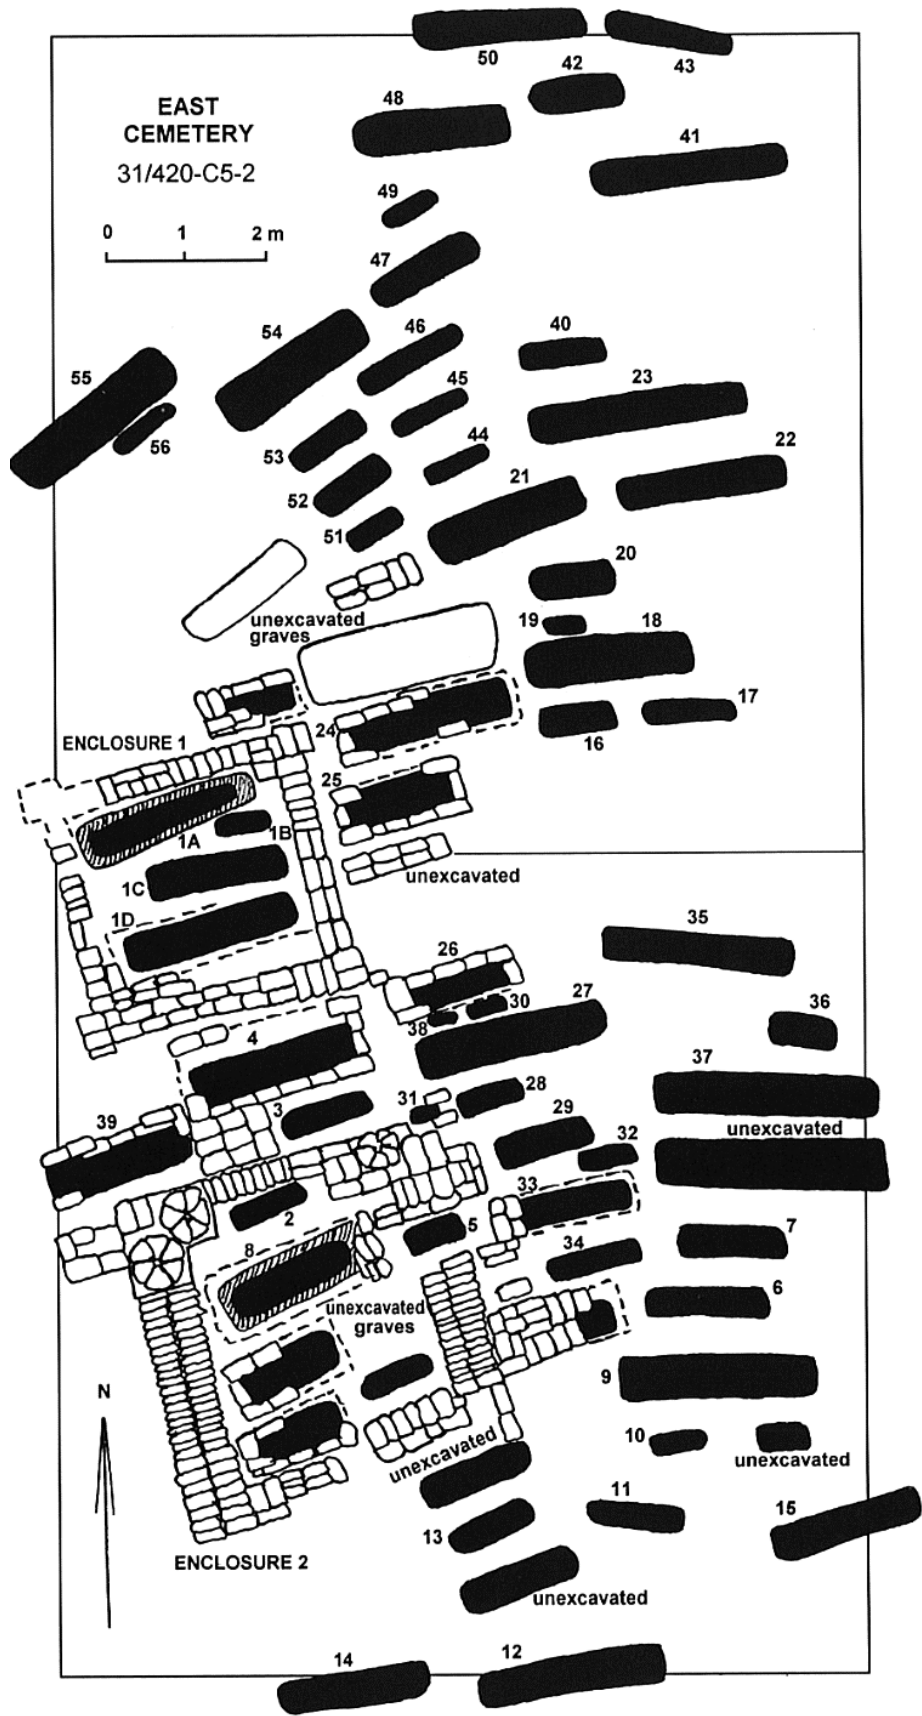 50
43
42
48
EAST
CEMETERY
31/420-C5-2
41
49
0 1 2 m
47
54
46
40
55
45
23
56
53
44
22
52
21
51
20
unexcavated
graves
19
18
24
17
16
ENCLOSURE 1
25
1A
1B
1C
unexcavated
1D
35
26
30
27
36
38
4
37
28
31
39
3
29
unexcavated
32
33
2
5
7
8
34
6
unexcavated
graves
9
N
10
unexcavated
unexcavated
11
15
13
ENCLOSURE 2
unexcavated
14
12